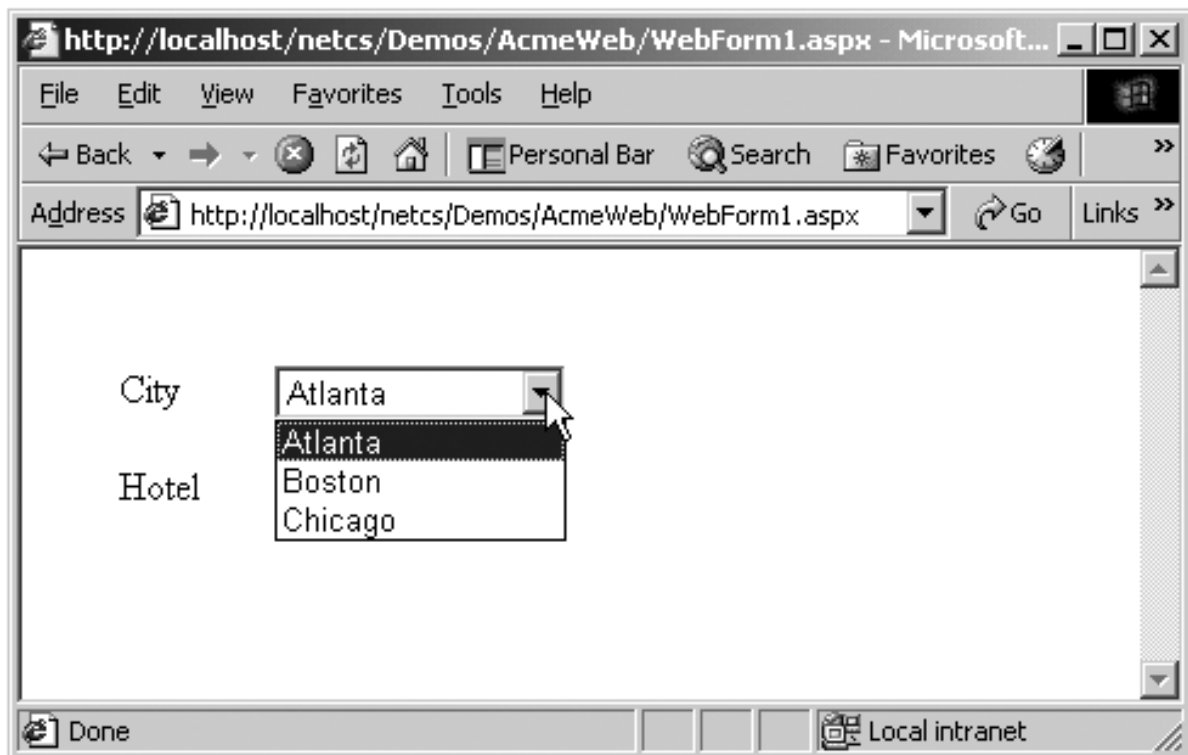 http://localhost/netcs/Demos/AcmeWeb/WebForm1.aspx - Microsoft...
File Edit View Favorites Tools Help
Back Personal Bar Search Favorites »
Address http://localhost/netcs/Demos/AcmeWeb/WebForm1.aspx Go Links »
City Atlanta
Atlanta
Hotel Boston
Chicago
Done Local intranet